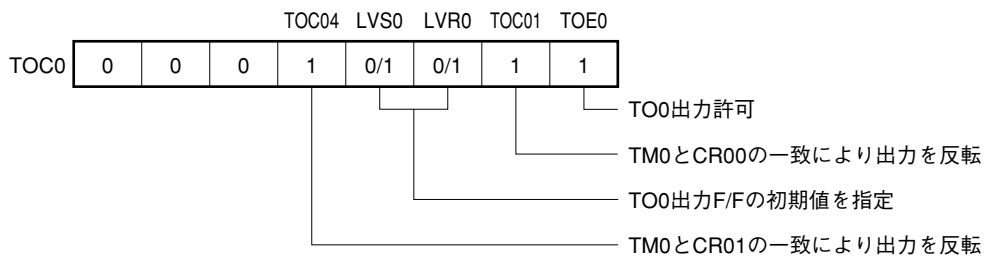 TOC04 LVS0 LVR0 TOC01 TOE0
TOC0 0 0 0 1 0/1 0/1 1 1
TO0出力許可
TM0とCR00の一致により出力を反転
TO0出力F/Fの初期値を指定
TM0とCR01の一致により出力を反転